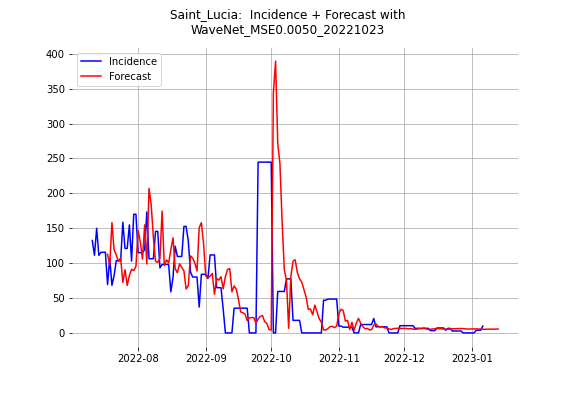 Saint_Lucia:  Incidence + Forecast with
WaveNet_MSE0.0050_20221023
Incidence
Forecast
400
350
300
250
200
150
100
50
0
2022-08 2022-09 2022-10 2022-11 2022-12 2023-01